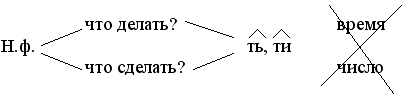 что делать? время
Н.ф. ть, ти
что сделать? число